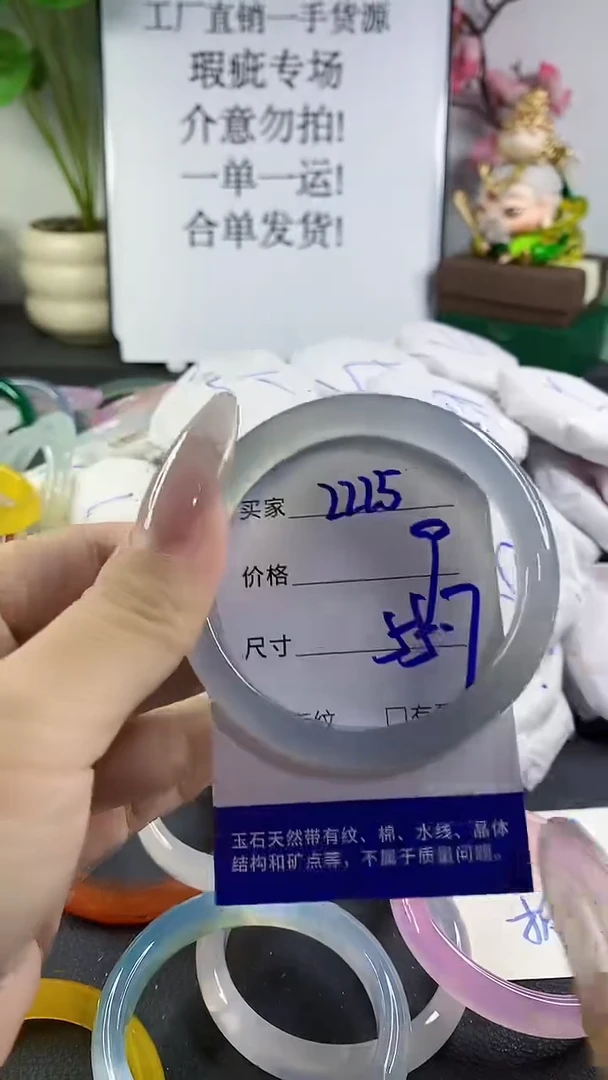 工厂直销一手货源
瑕疵专场
介意勿拍!
一单一运!
合单发货!
买家 2225
价格
尺寸
玉石天然带有纹、棉、水线、晶体
结构和矿点等，不属于质量问题。